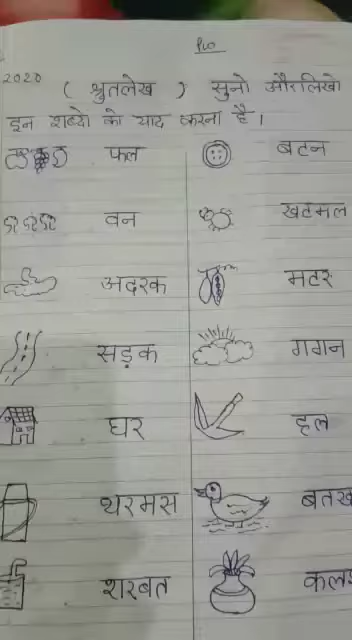 P.O
2020
( श्रुतलेख ) सुनो और लिखो
इन शब्दो को याद करना है।
फल बटन
वन खटमल
अदरक मटर
सड़क गगन
घर हल
थरमस बतख
शरबत कलश